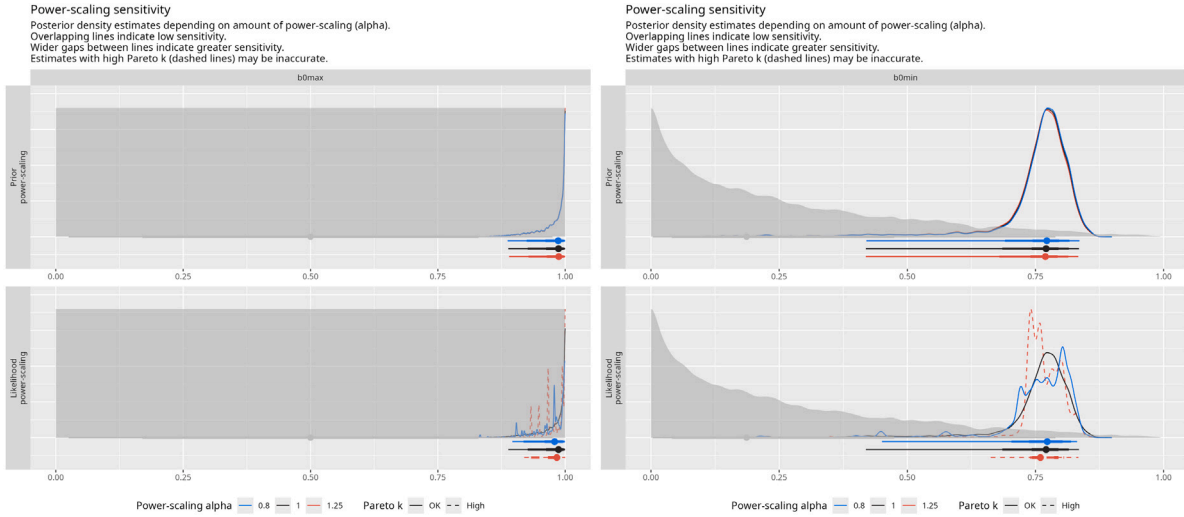 Power-scaling sensitivity
Posterior density estimates depending on amount of power-scaling (alpha).
Overlapping lines indicate low sensitivity.
Wider gaps between lines indicate greater sensitivity.
Estimates with high Pareto k (dashed lines) may be inaccurate.
b0max
Prior
power-scaling
0.00 0.25 0.50 0.75 1.00
Likelihood
power-scaling
0.00 0.25 0.50 0.75 1.00
Power-scaling alpha 0.8 1 1.25 Pareto k OK High
Power-scaling sensitivity
Posterior density estimates depending on amount of power-scaling (alpha).
Overlapping lines indicate low sensitivity.
Wider gaps between lines indicate greater sensitivity.
Estimates with high Pareto k (dashed lines) may be inaccurate.
b0min
Prior
power-scaling
0.00 0.25 0.50 0.75 1.00
Likelihood
power-scaling
0.00 0.25 0.50 0.75 1.00
Power-scaling alpha 0.8 1 1.25 Pareto k OK High